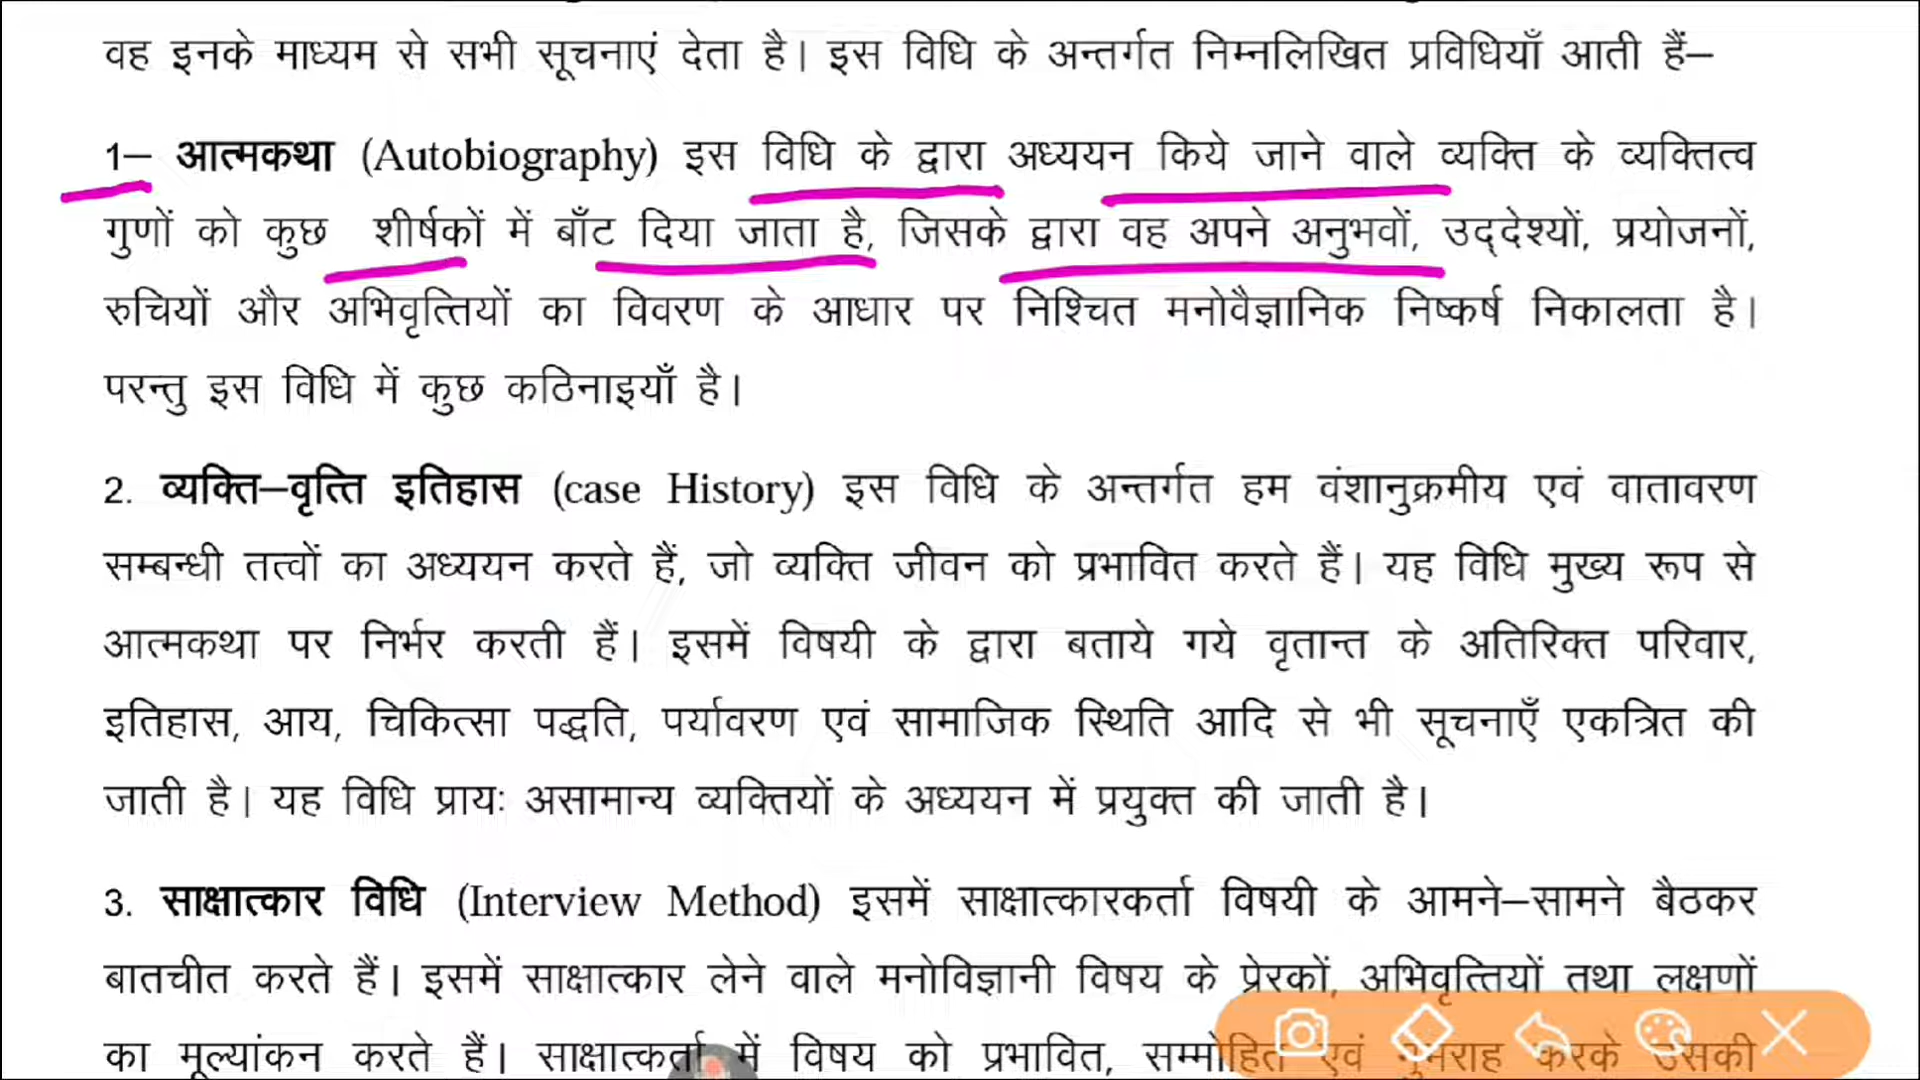 वह इनके माध्यम से सभी सूचनाएं देता है। इस विधि के अन्तर्गत निम्नलिखित प्रविधियाँ आती हैं–
1– आत्मकथा (Autobiography) इस विधि के द्वारा अध्ययन किये जाने वाले व्यक्ति के व्यक्तित्व
गुणों को कुछ शीर्षकों में बाँट दिया जाता है, जिसके द्वारा वह अपने अनुभवों, उद्देश्यों, प्रयोजनों,
रुचियों और अभिवृत्तियों का विवरण के आधार पर निश्चित मनोवैज्ञानिक निष्कर्ष निकालता है।
परन्तु इस विधि में कुछ कठिनाइयाँ है।
2. व्यक्ति–वृत्ति इतिहास (case History) इस विधि के अन्तर्गत हम वंशानुक्रमीय एवं वातावरण
सम्बन्धी तत्वों का अध्ययन करते हैं, जो व्यक्ति जीवन को प्रभावित करते हैं। यह विधि मुख्य रूप से
आत्मकथा पर निर्भर करती हैं। इसमें विषयी के द्वारा बताये गये वृतान्त के अतिरिक्त परिवार,
इतिहास, आय, चिकित्सा पद्धति, पर्यावरण एवं सामाजिक स्थिति आदि से भी सूचनाएँ एकत्रित की
जाती है। यह विधि प्रायः असामान्य व्यक्तियों के अध्ययन में प्रयुक्त की जाती है।
3. साक्षात्कार विधि (Interview Method) इसमें साक्षात्कारकर्ता विषयी के आमने–सामने बैठकर
बातचीत करते हैं। इसमें साक्षात्कार लेने वाले मनोविज्ञानी विषय के प्रेरकों, अभिवृत्तियों तथा लक्षणों
का मूल्यांकन करते हैं। साक्षात्कर्ता में विषय को प्रभावित, सम्मोहित एवं गुमराह करके उसकी